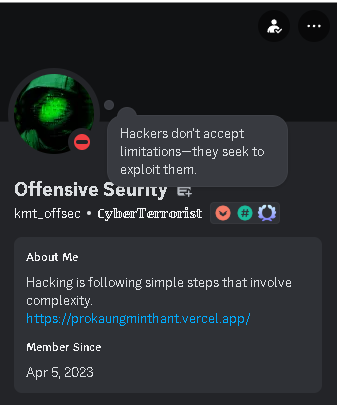 Hackers don't accept
limitations—they seek to
exploit them.
Offensive Seurity
kmt_offsec • ℂ𝕪𝕓𝕖𝕣𝕋𝕖𝕣𝕣𝕠𝕣𝕚𝕤𝕥
About Me
Hacking is following simple steps that involve
complexity.
https://prokaungminthant.vercel.app/
Member Since
Apr 5, 2023